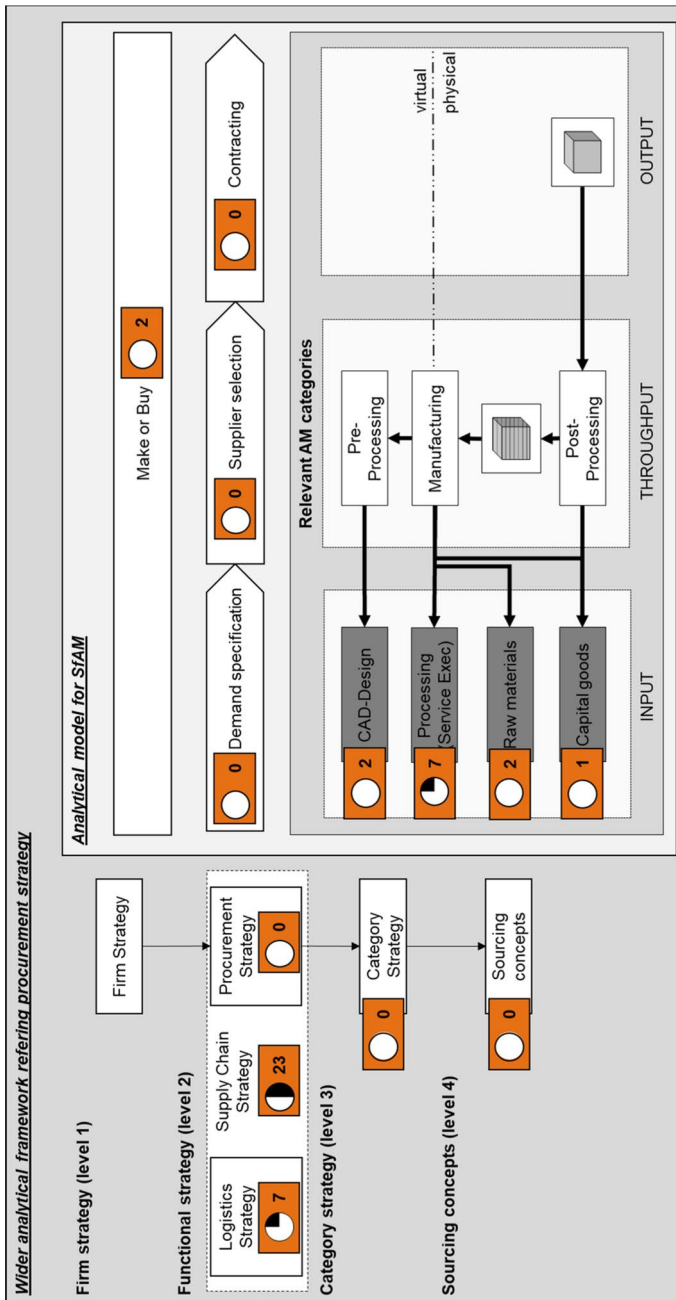 Wider analytical framework refering procurement strategy
Firm strategy (level 1)
Firm Strategy
Functional strategy (level 2)
Logistics
Strategy
7
Supply Chain
Strategy
23
Procurement
Strategy
0
Category strategy (level 3)
0
Category
Strategy
Sourcing concepts (level 4)
0
Sourcing
concepts
Analytical model for SfAM
Make or Buy
2
0
Demand specification
0
Supplier selection
0
Contracting
Relevant AM categories
2
CAD-Design
7
Processing
(Service Exec)
2
Raw materials
1
Capital goods
INPUT
Pre-
Processing
Manufacturing
Post-
Processing
THROUGHPUT
virtual
physical
OUTPUT